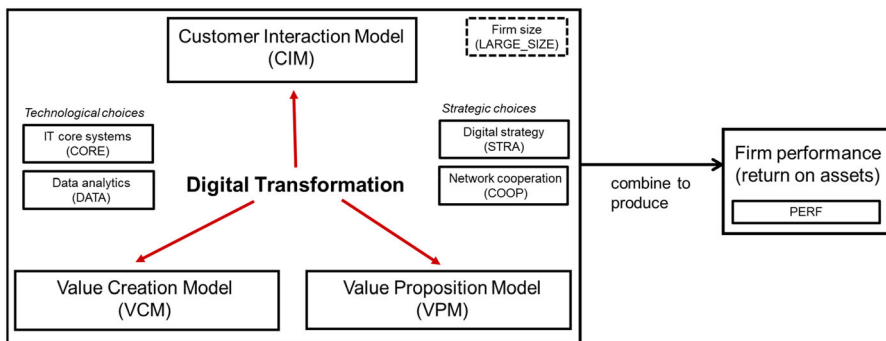 Customer Interaction Model
(CIM)
Firm size
(LARGE_SIZE)
Technological choices
IT core systems
(CORE)
Data analytics
(DATA)
Strategic choices
Digital strategy
(STRA)
Network cooperation
(COOP)
Digital Transformation
Value Creation Model
(VCM)
Value Proposition Model
(VPM)
combine to
produce
Firm performance
(return on assets)
PERF